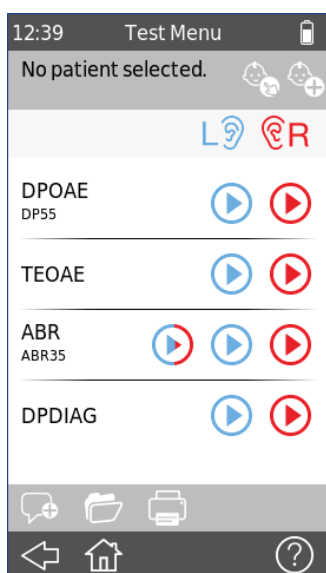 12:39 Test Menu
No patient selected.
L R
DPOAE
DP55
TEOAE
ABR
ABR35
DPDIAG
?